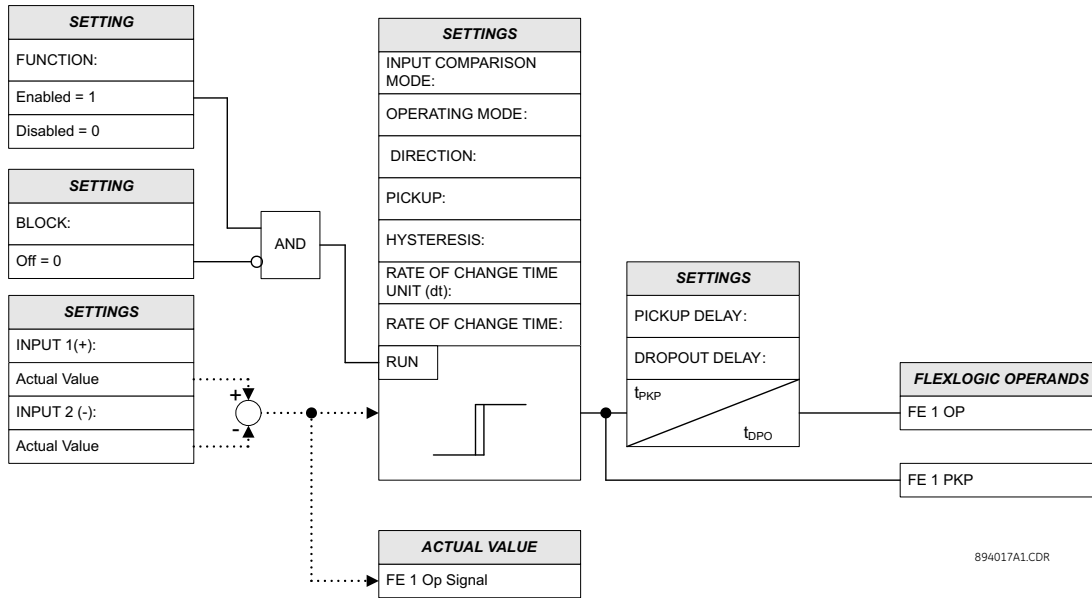 SETTING
FUNCTION:
Enabled = 1
Disabled = 0
SETTING
BLOCK:
Off = 0
SETTINGS
INPUT 1(+):
Actual Value
INPUT 2 (-):
Actual Value
+
-
AND
SETTINGS
INPUT COMPARISON
MODE:
OPERATING MODE:
DIRECTION:
PICKUP:
HYSTERESIS:
RATE OF CHANGE TIME
UNIT (dt):
RATE OF CHANGE TIME:
RUN
ACTUAL VALUE
FE 1 Op Signal
SETTINGS
PICKUP DELAY:
DROPOUT DELAY:
tPKP
tDPO
FLEXLOGIC OPERANDS
FE 1 OP
FE 1 PKP
894017A1.CDR